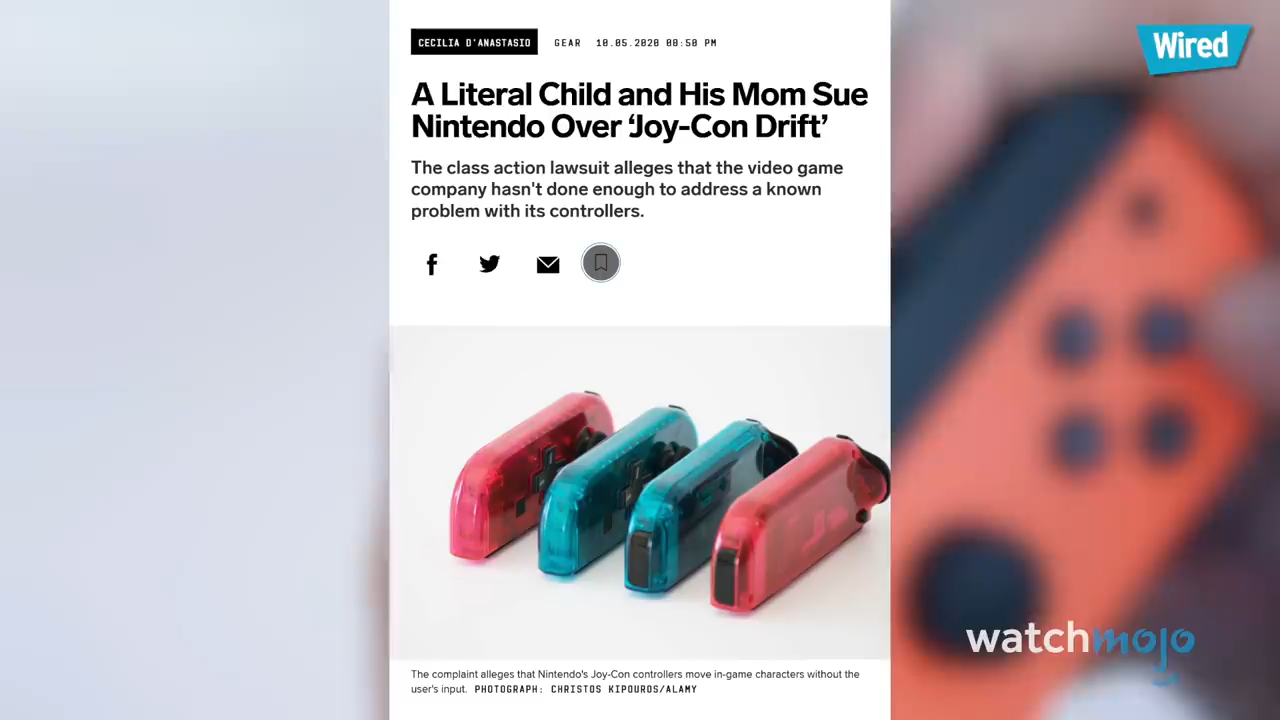 CECILIA D'ANASTASIO GEAR 10.05.2020 08:50 PM
Wired
A Literal Child and His Mom Sue
Nintendo Over ‘Joy-Con Drift’
The class action lawsuit alleges that the video game
company hasn't done enough to address a known
problem with its controllers.
The complaint alleges that Nintendo's Joy-Con controllers move in-game characters without the
user's input. PHOTOGRAPH: CHRISTOS KIPOUROS/ALAMY
watchmojo